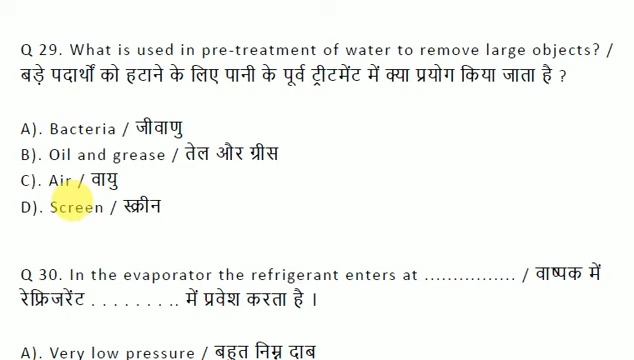 Q 29. What is used in pre-treatment of water to remove large objects? /
बड़े पदार्थों को हटाने के लिए पानी के पूर्व ट्रीटमेंट में क्या प्रयोग किया जाता है ?
A). Bacteria / जीवाणु
B). Oil and grease / तेल और ग्रीस
C). Air / वायु
D). Screen / स्क्रीन
Q 30. In the evaporator the refrigerant enters at ................ / वाष्पक में
रेफ्रिजरेंट . . . . . . . .. में प्रवेश करता है ।
A). Very low pressure / बहुत निम्न दाब